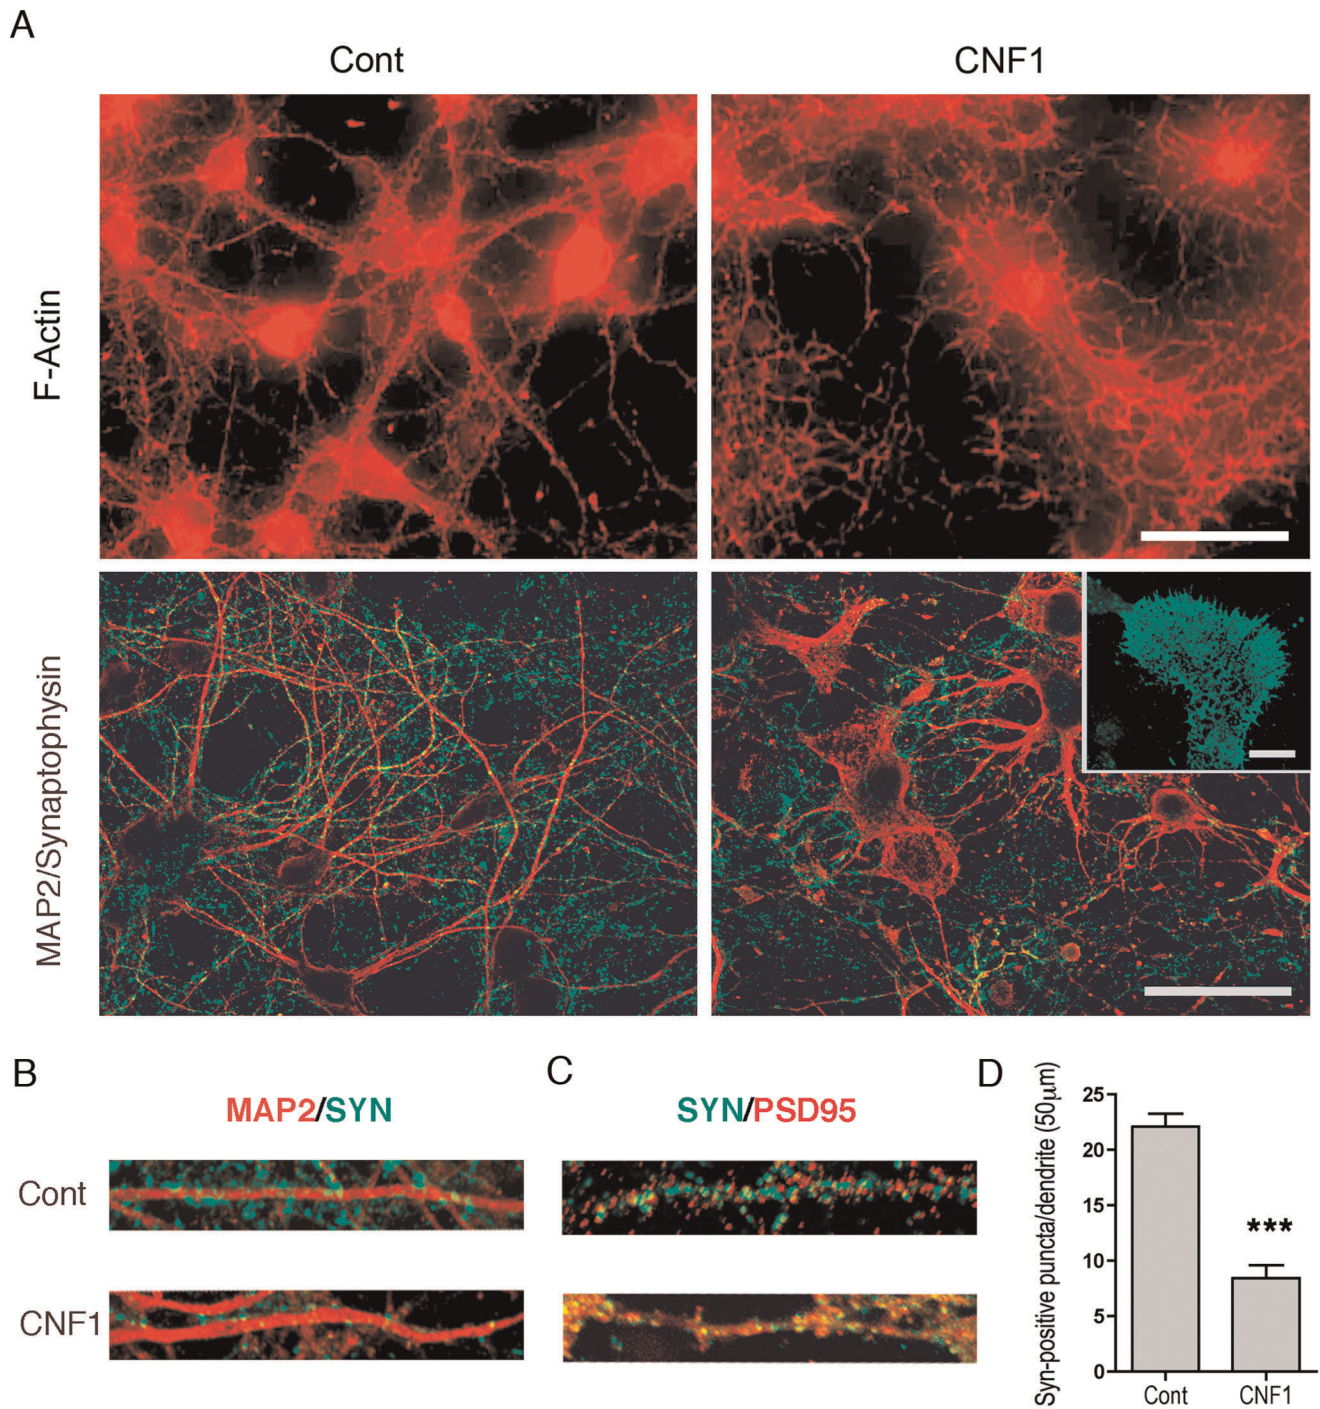 A
Cont
CNF1
F-Actin
MAP2/Synaptophysin
B
C
D
MAP2/SYN
SYN/PSD95
Cont
CNF1
Syn-positive puncta/dendrite (50μm)
25
20
15
10
5
0
***
Cont
CNF1